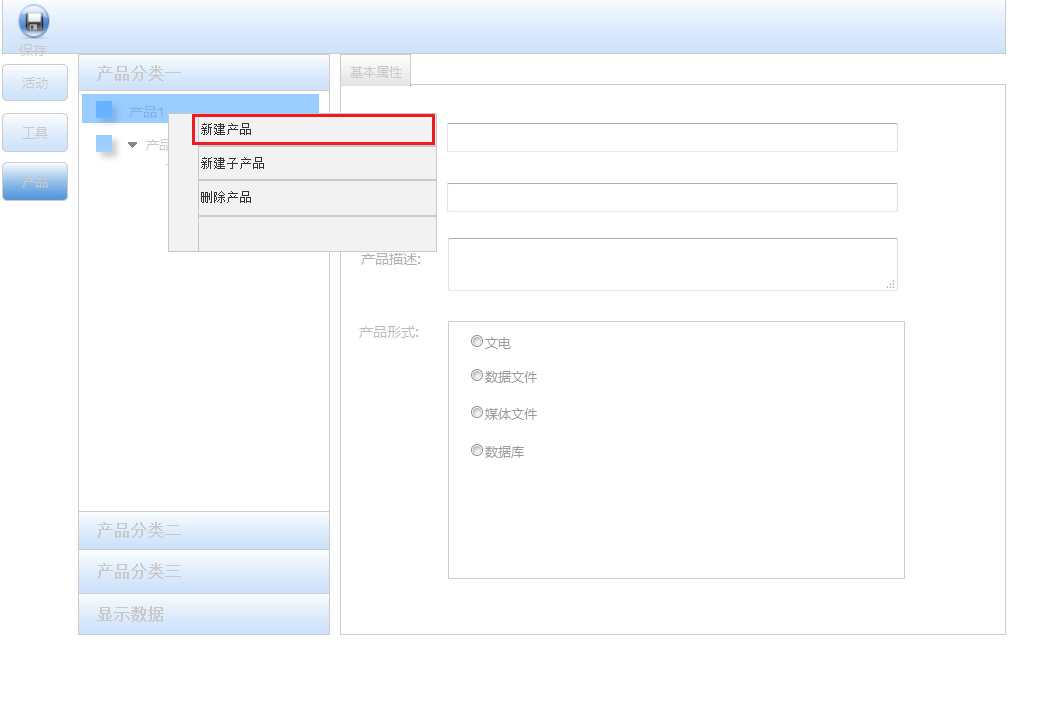 保存
活动
工具
产品
产品分类一
产品1
产品
新建产品
新建子产品
删除产品
产品分类二
产品分类三
显示数据
基本属性
产品描述:
产品形式:
文电
数据文件
媒体文件
数据库